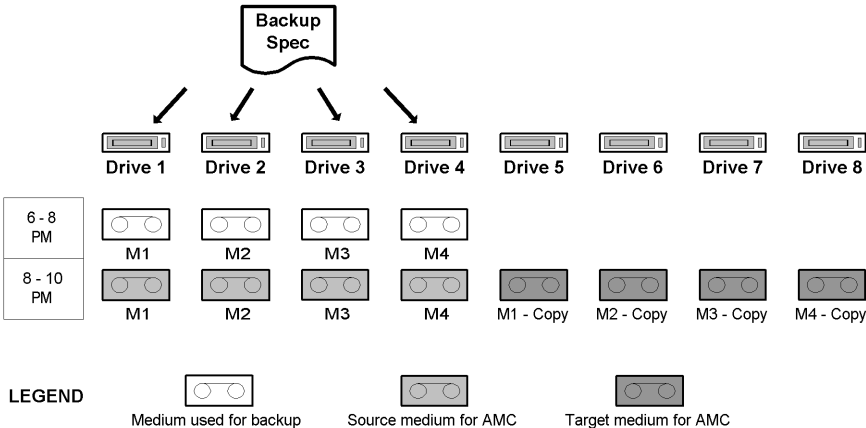 Backup
Spec
Drive 1 Drive 2 Drive 3 Drive 4 Drive 5 Drive 6 Drive 7 Drive 8
6 - 8
PM
M1 M2 M3 M4
8 - 10
PM
M1 M2 M3 M4 M1 - Copy M2 - Copy M3 - Copy M4 - Copy
LEGEND
Medium used for backup Source medium for AMC Target medium for AMC